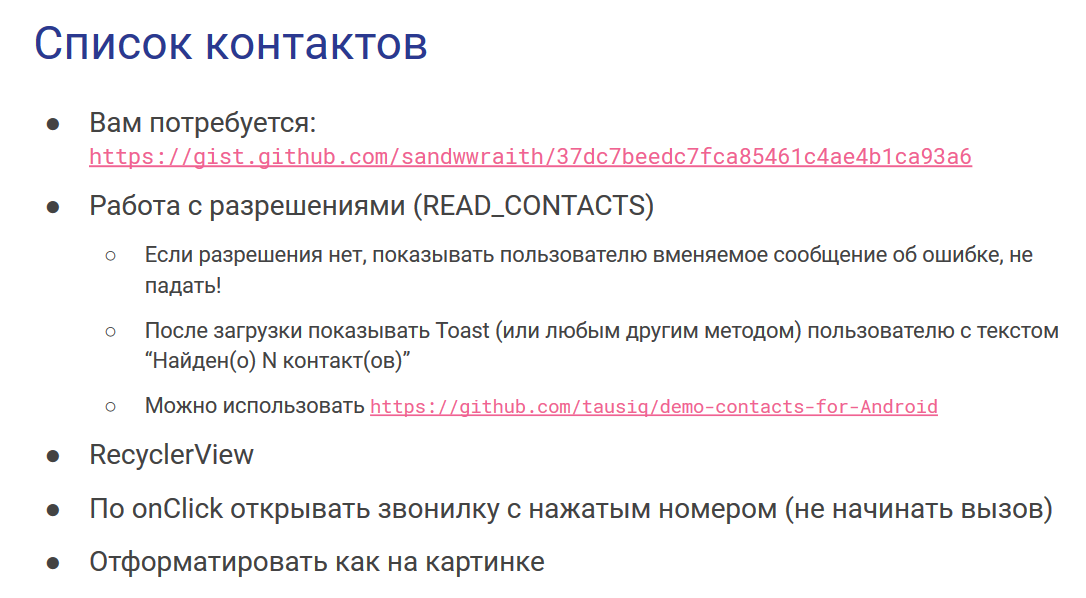 Список контактов
● Вам потребуется:
https://gist.github.com/sandwwraith/37dc7beedc7fca85461c4ae4b1ca93a6
● Работа с разрешениями (READ_CONTACTS)
○ Если разрешения нет, показывать пользователю вменяемое сообщение об ошибке, не
падать!
○ После загрузки показывать Toast (или любым другим методом) пользователю с текстом
“Найден(о) N контакт(ов)”
○ Можно использовать https://github.com/tausiq/demo-contacts-for-Android
● RecyclerView
● По onClick открывать звонилку с нажатым номером (не начинать вызов)
● Отформатировать как на картинке